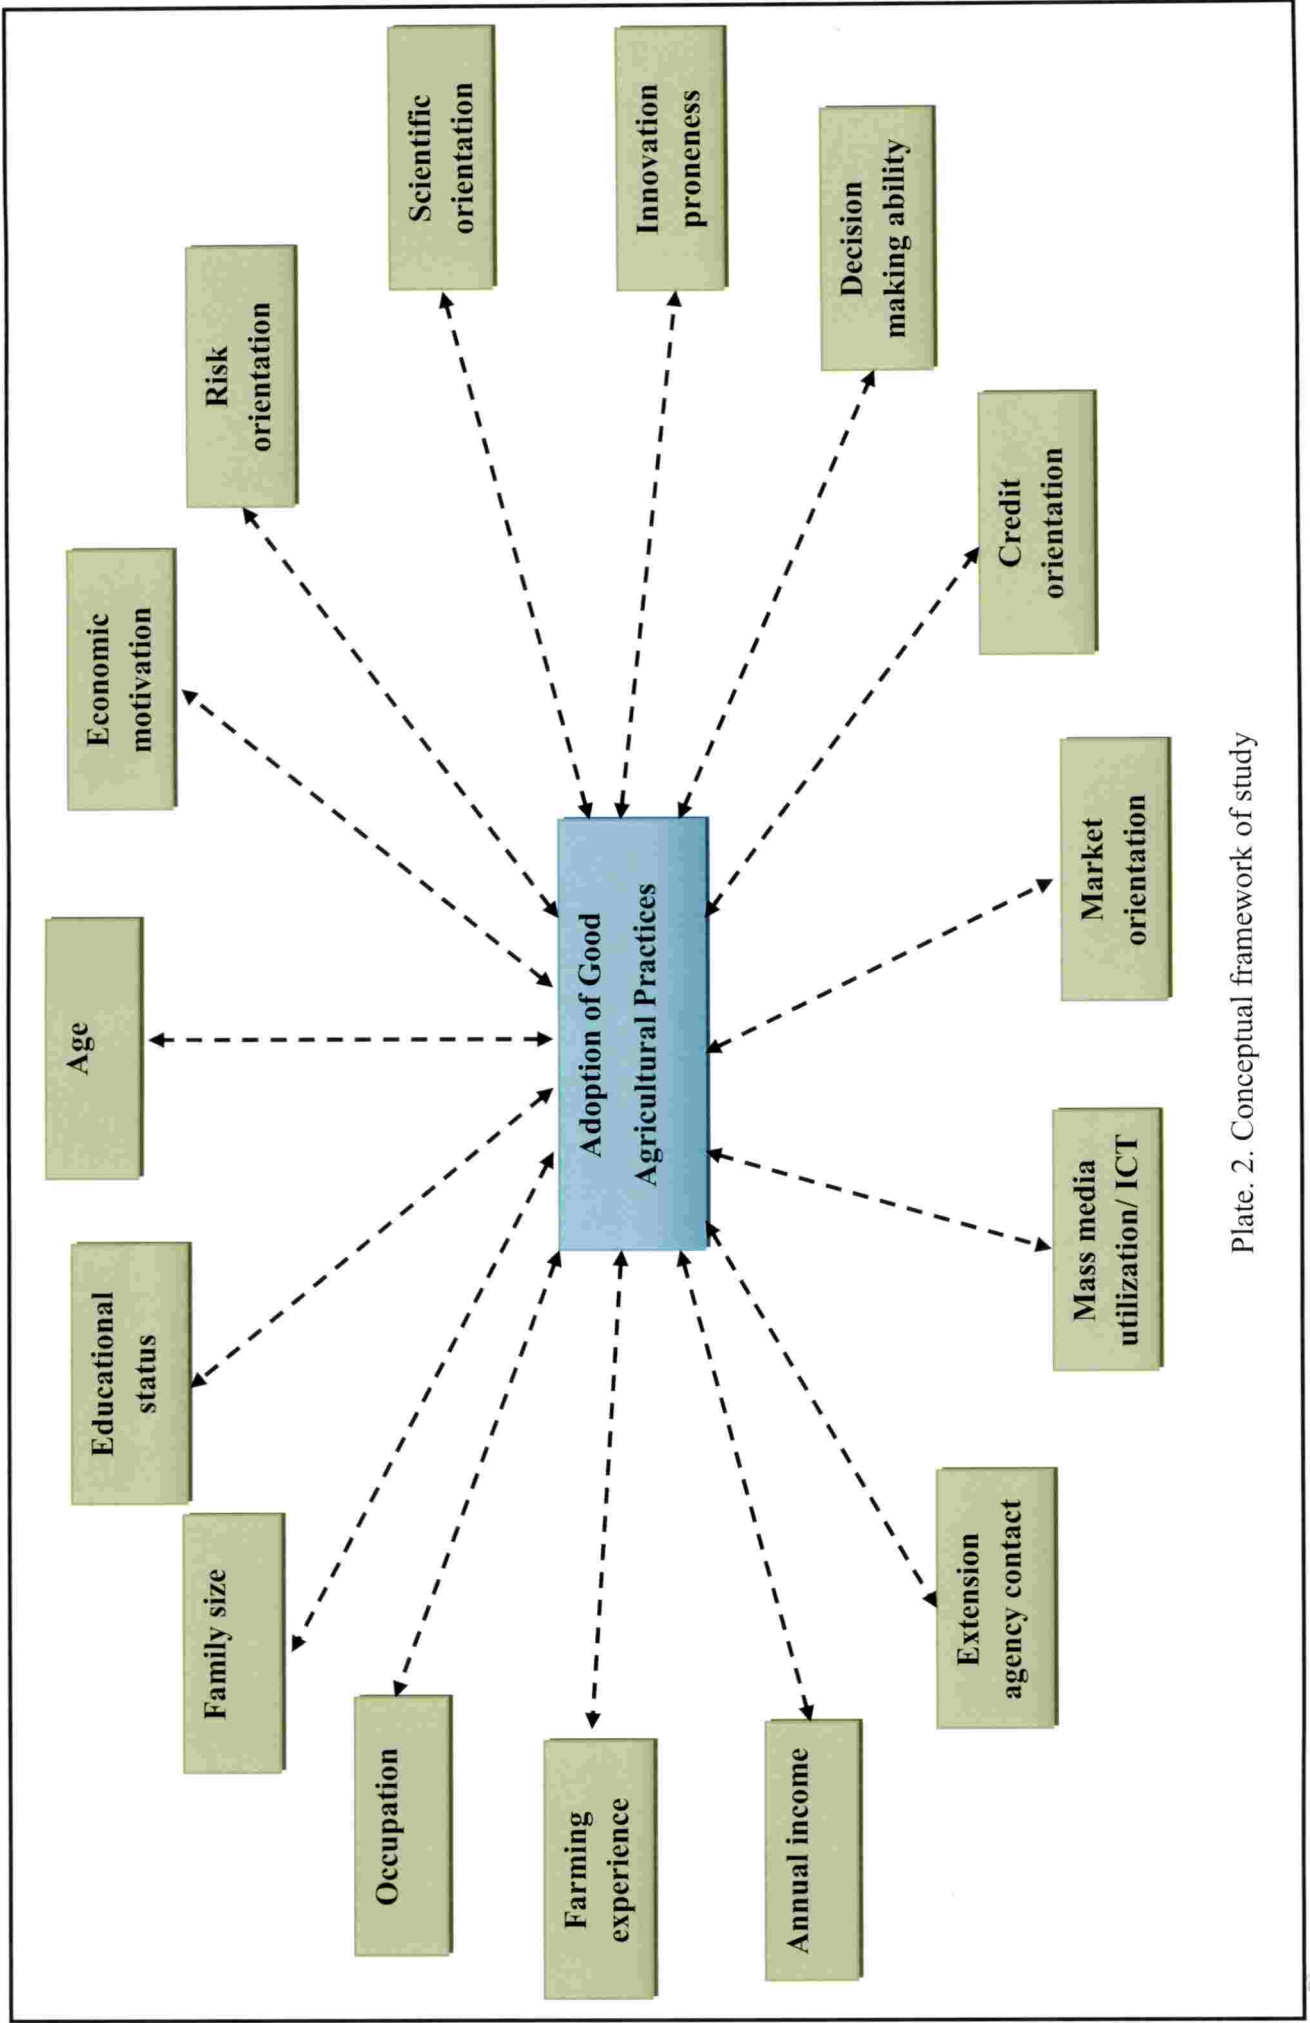 Age
Economic
motivation
Risk
orientation
Scientific
orientation
Innovation
proneness
Decision
making ability
Credit
orientation
Market
orientation
Mass media
utilization/ ICT
Extension
agency contact
Annual income
Farming
experience
Occupation
Family size
Educational
status
Adoption of Good
Agricultural Practices
Plate. 2. Conceptual framework of study